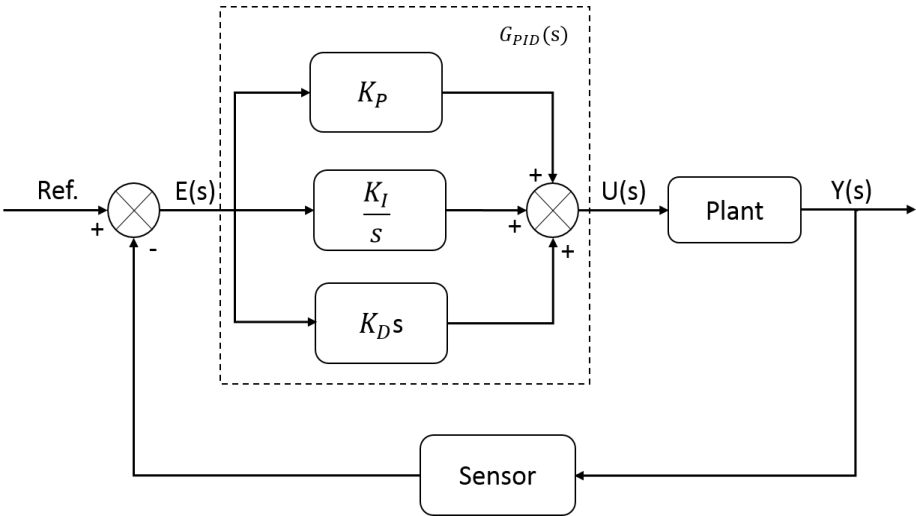 G_PID(s)
K_P
Ref.
+
-
E(s)
K_I
s
+
+
+
U(s)
Plant
Y(s)
K_D s
Sensor